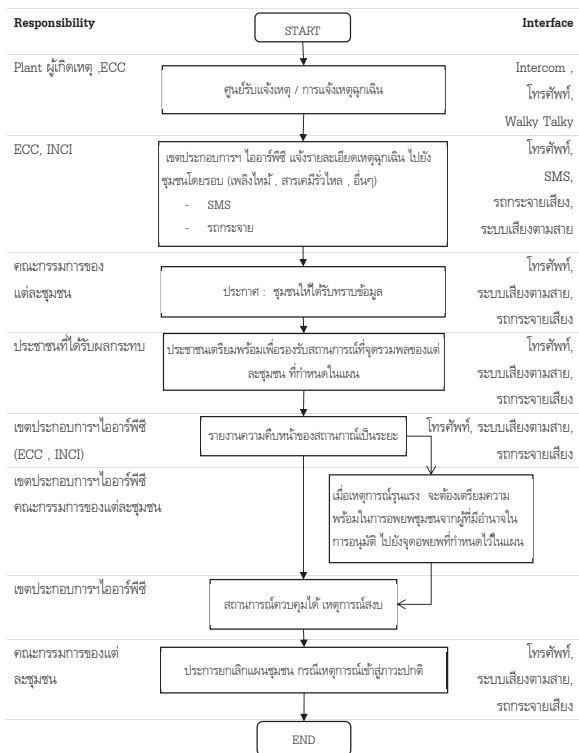 Responsibility
START
Interface
Plant ผู้เกิดเหตุ ,ECC
ศูนย์รับแจ้งเหตุ / การแจ้งเหตุฉุกเฉิน
Intercom ,
โทรศัพท์,
Walky Talky
ECC, INCI
เขตประกอบการฯ ไออาร์พีซี แจ้งรายละเอียดเหตุฉุกเฉิน ไปยัง
ชุมชนโดยรอบ (เพลิงไหม้ , สารเคมีรั่วไหล , อื่นๆ)
- SMS
- รถกระจาย
โทรศัพท์,
SMS,
รถกระจายเสียง,
ระบบเสียงตามสาย
คณะกรรมการของ
แต่ละชุมชน
ประกาศ : ชุมชนให้ได้รับทราบข้อมูล
โทรศัพท์,
ระบบเสียงตามสาย,
รถกระจายเสียง
ประชาชนที่ได้รับผลกระทบ
ประชาชนเตรียมพร้อมเพื่อรองรับสถานการณ์ที่จุดรวมพลของแต่
ละชุมชน ที่กำหนดในแผน
โทรศัพท์,
ระบบเสียงตามสาย,
รถกระจายเสียง
เขตประกอบการฯไออาร์พีซี
(ECC , INCI)
รายงานความคืบหน้าของสถานกาณ์เป็นระยะ
โทรศัพท์, ระบบเสียงตามสาย,
รถกระจายเสียง
เขตประกอบการฯไออาร์พีซี
คณะกรรมการของแต่ละชุมชน
เมื่อเหตุการณ์รุนแรง จะต้องเตรียมความ
พร้อมในการอพยพชุมชนจากผู้ที่มีอำนาจใน
การอนุมัติ ไปยังจุดอพยพที่กำหนดไว้ในแผน
เขตประกอบการฯไออาร์พีซี
สถานการณ์ควบคุมได้ เหตุการณ์สงบ
คณะกรรมการของแต่
ละชุมชน
ประการยกเลิกแผนชุมชน กรณีเหตุการณ์เข้าสู่ภาวะปกติ
โทรศัพท์,
ระบบเสียงตามสาย,
รถกระจายเสียง
END